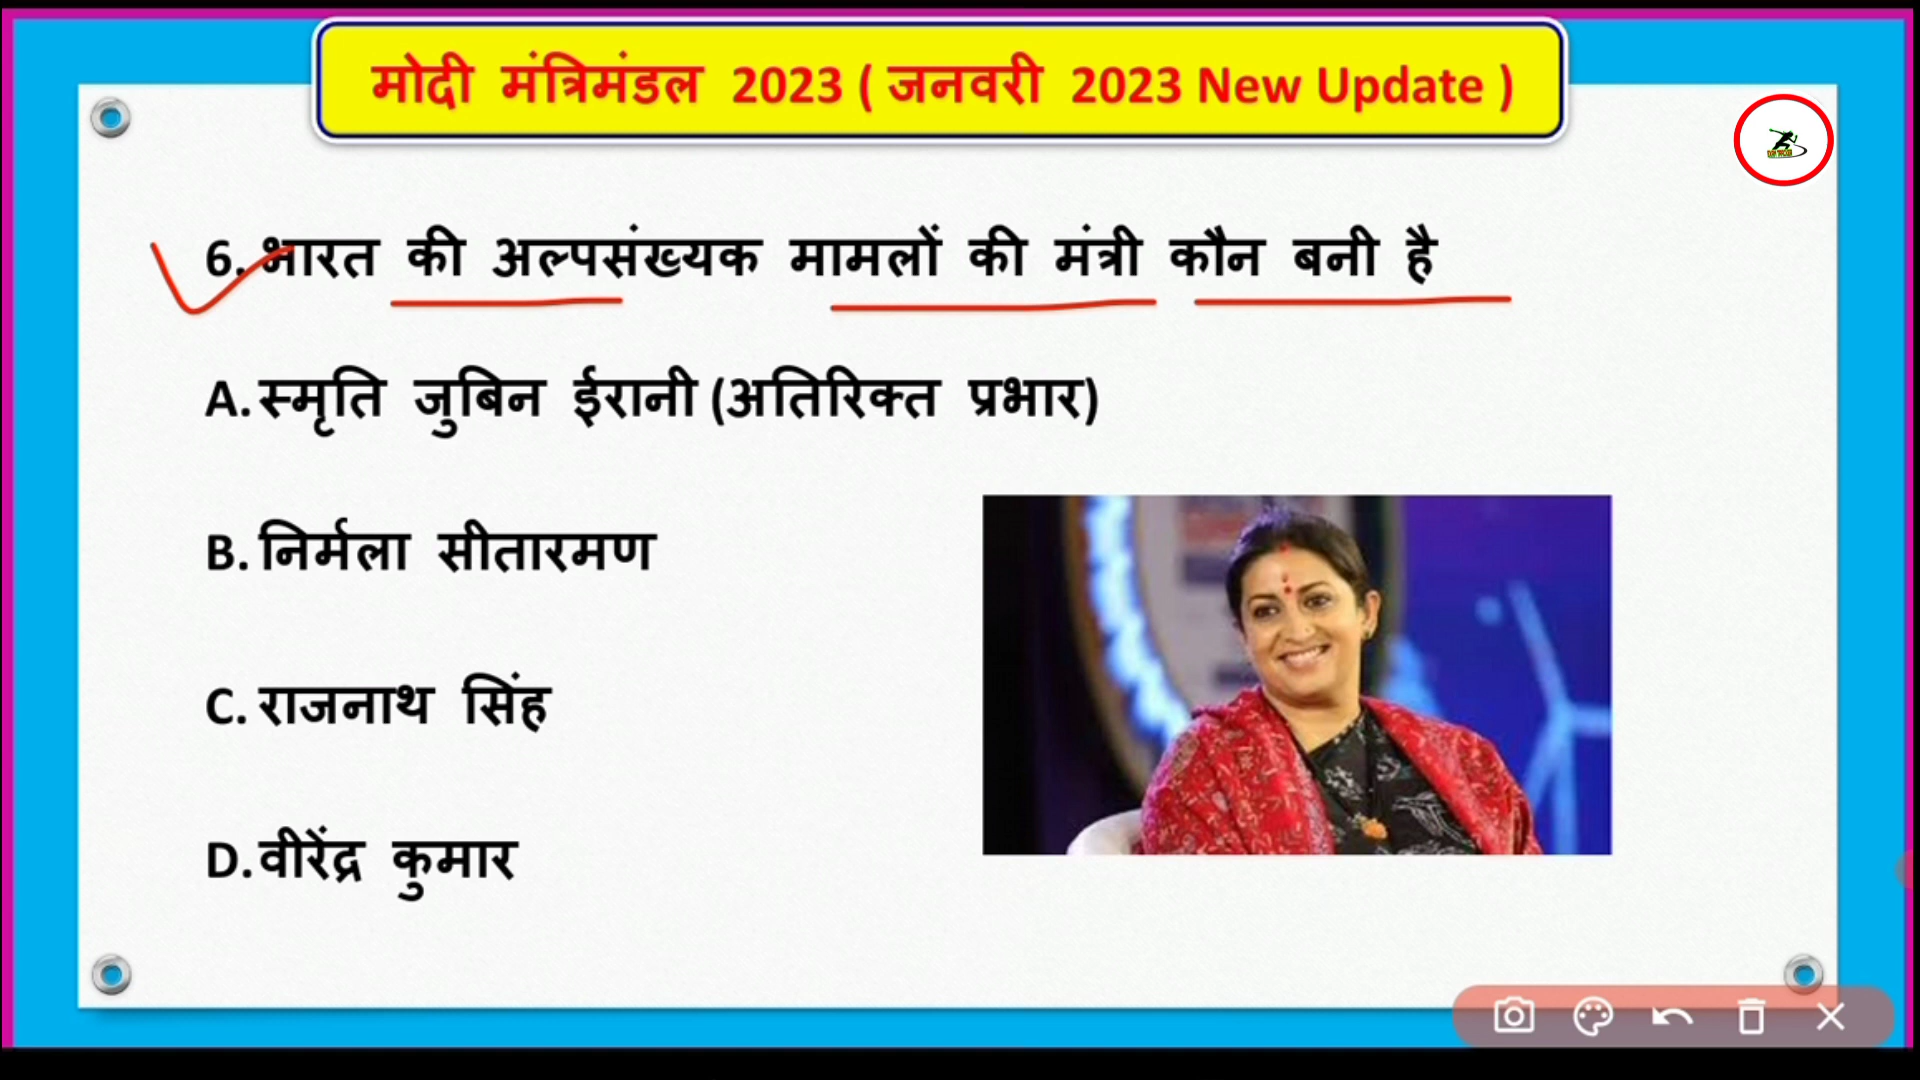 मोदी मंत्रिमंडल 2023 ( जनवरी 2023 New Update )
6. भारत की अल्पसंख्यक मामलों की मंत्री कौन बनी है
A. स्मृति जुबिन ईरानी (अतिरिक्त प्रभार)
B. निर्मला सीतारमण
C. राजनाथ सिंह
D. वीरेंद्र कुमार